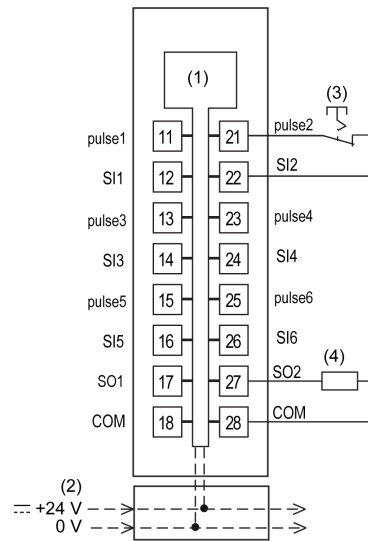 (1)
(3)
pulse1 11 21 pulse2
SI1 12 22 SI2
pulse3 13 23 pulse4
SI3 14 24 SI4
pulse5 15 25 pulse6
SI5 16 26 SI6
(4)
SO1 17 27 SO2
COM 18 28 COM
(2)
+24 V
0 V